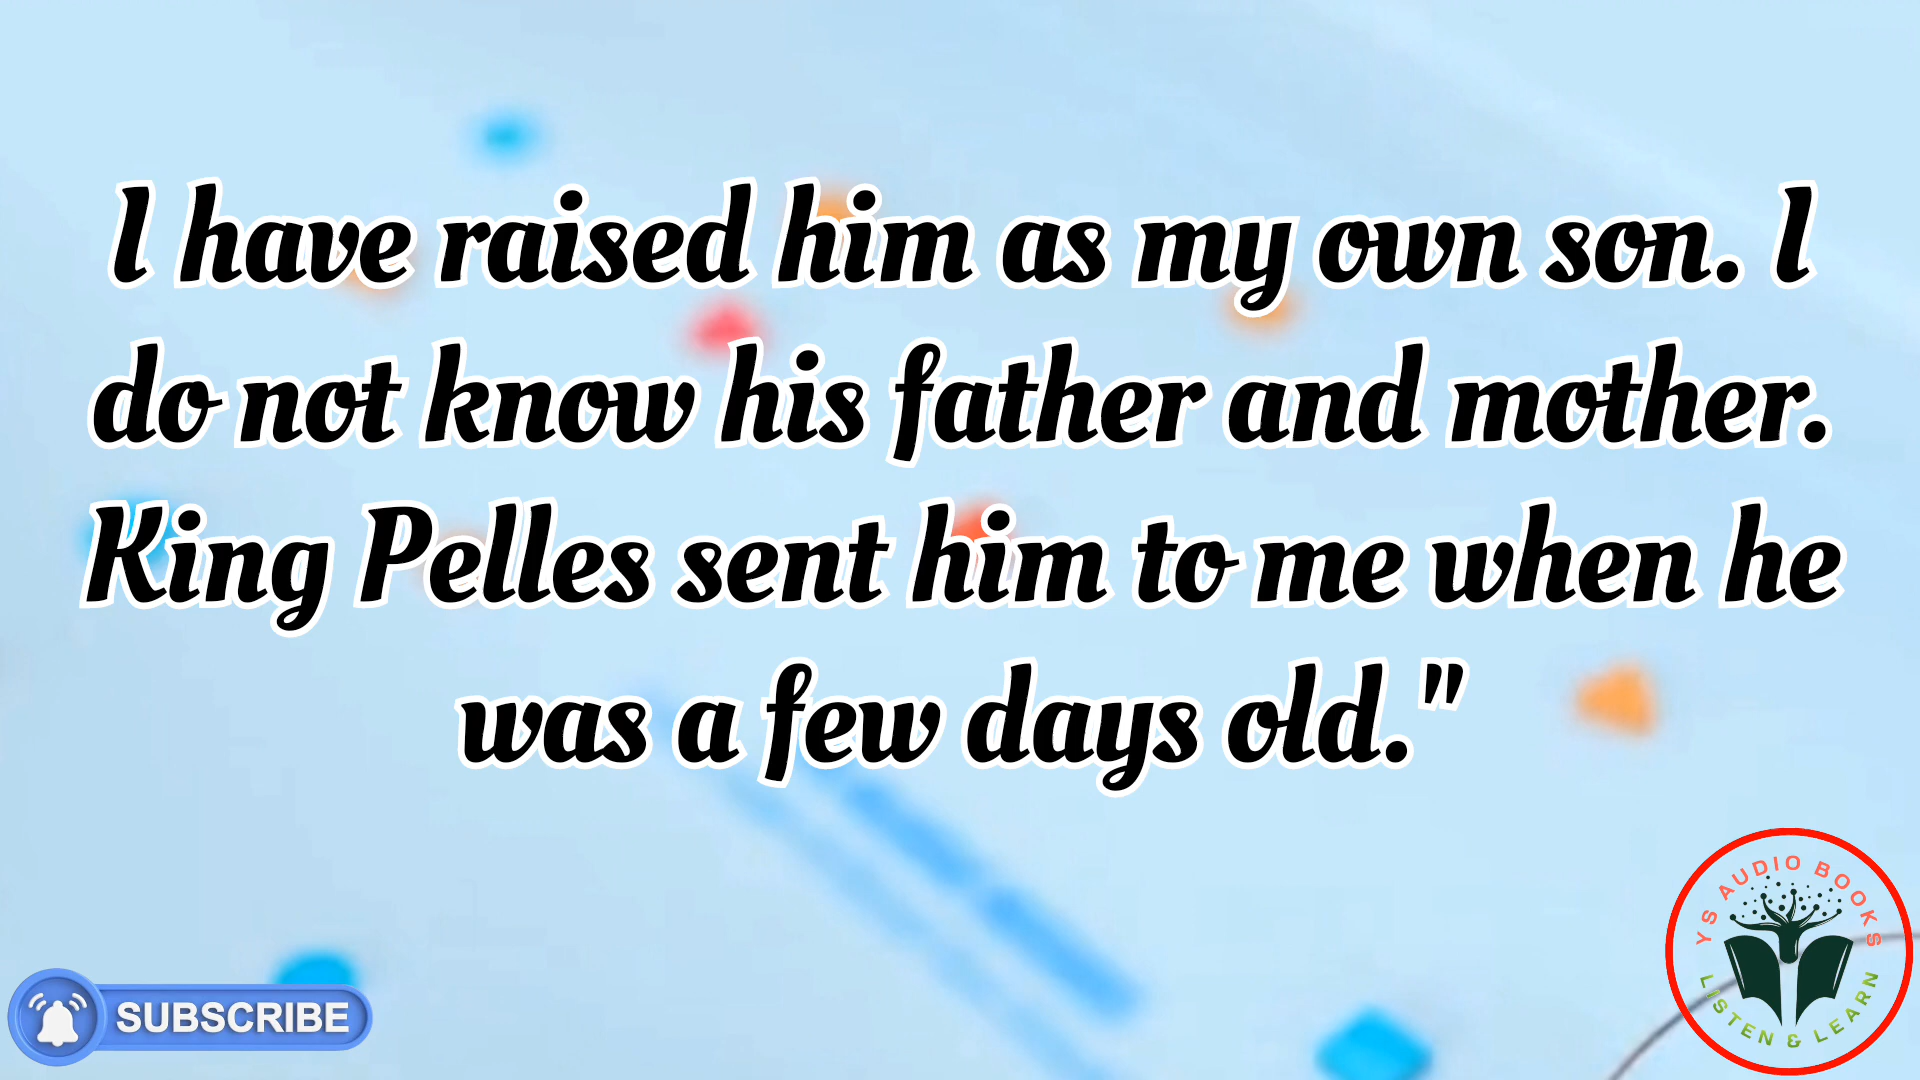 I have raised him as my own son. I
do not know his father and mother.
King Pelles sent him to me when he
was a few days old."
SUBSCRIBE
YS AUDIO BOOKS
LISTEN & LEARN